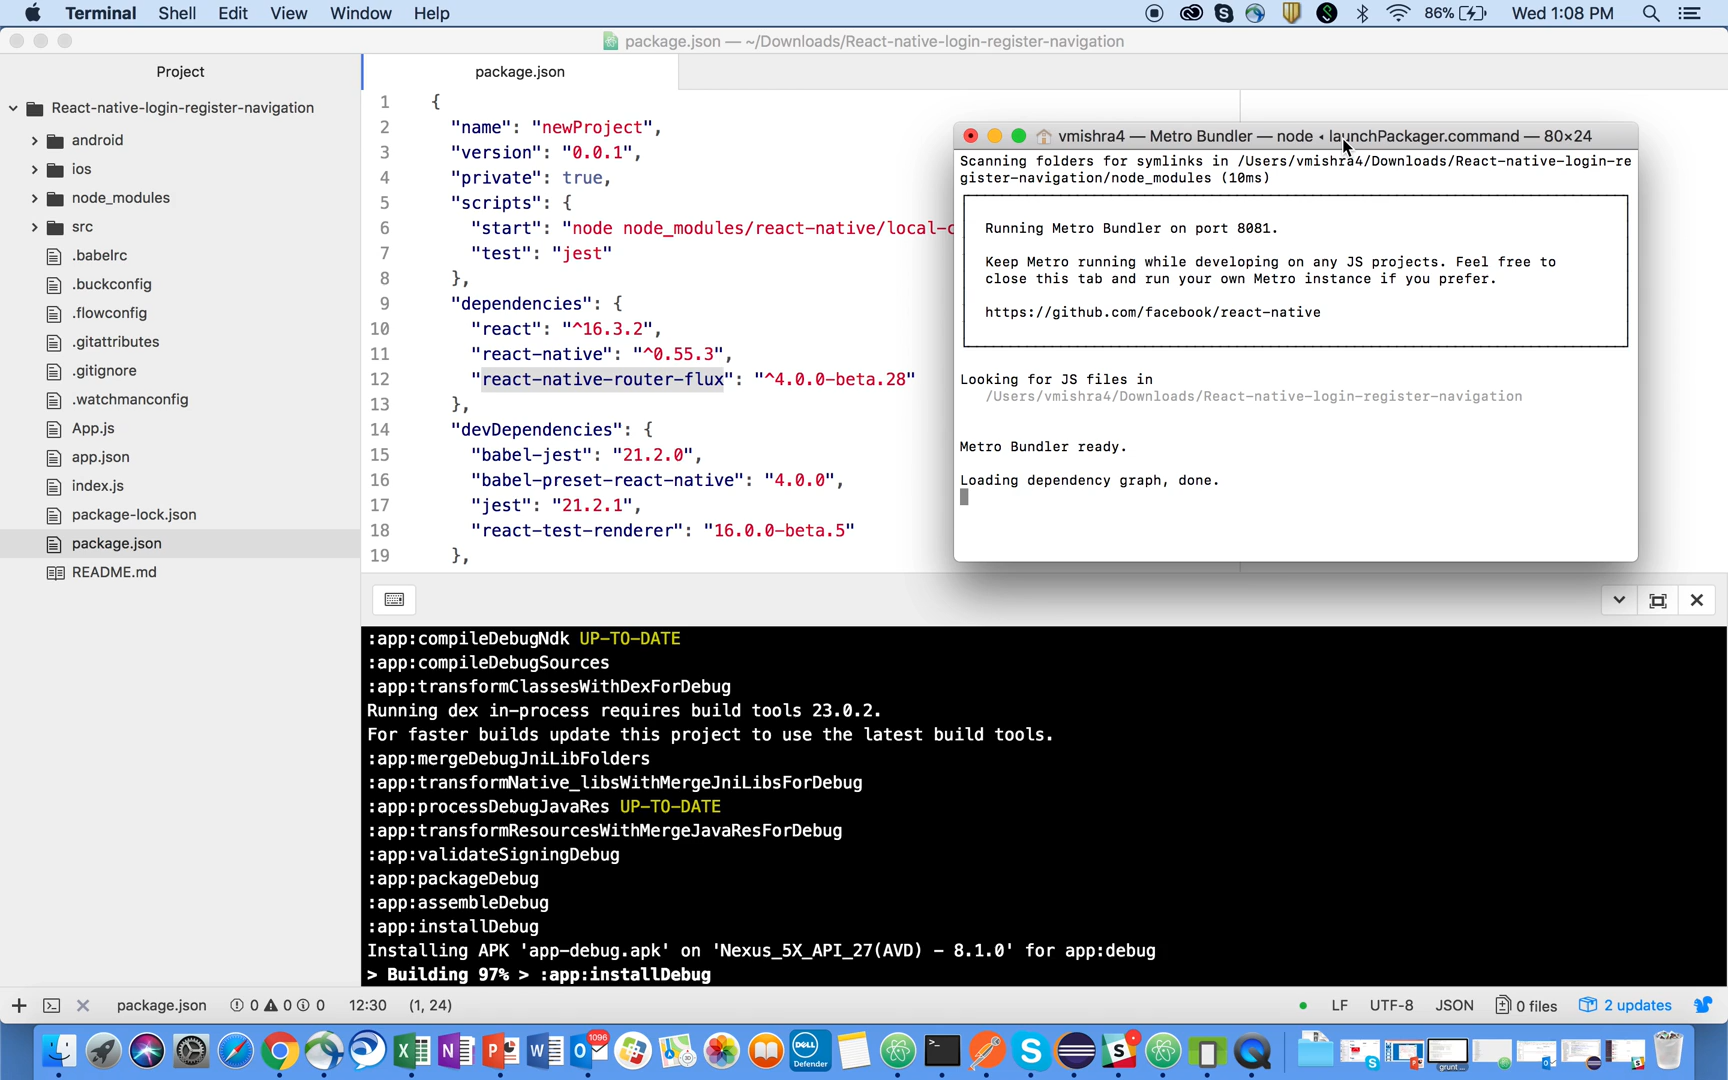 Terminal Shell Edit View Window Help 86% Wed 1:08 PM
package.json — ~/Downloads/React-native-login-register-navigation
Project
package.json
React-native-login-register-navigation
android
ios
node_modules
src
.babelrc
.buckconfig
.flowconfig
.gitattributes
.gitignore
.watchmanconfig
App.js
app.json
index.js
package-lock.json
package.json
README.md
1 {
2 "name": "newProject",
3 "version": "0.0.1",
4 "private": true,
5 "scripts": {
6 "start": "node node_modules/react-native/local-c
7 "test": "jest"
8 },
9 "dependencies": {
10 "react": "^16.3.2",
11 "react-native": "^0.55.3",
12 "react-native-router-flux": "^4.0.0-beta.28"
13 },
14 "devDependencies": {
15 "babel-jest": "21.2.0",
16 "babel-preset-react-native": "4.0.0",
17 "jest": "21.2.1",
18 "react-test-renderer": "16.0.0-beta.5"
19 },
vmishra4 — Metro Bundler — node ◂ launchPackager.command — 80×24
Scanning folders for symlinks in /Users/vmishra4/Downloads/React-native-login-re
gister-navigation/node_modules (10ms)
Running Metro Bundler on port 8081.
Keep Metro running while developing on any JS projects. Feel free to
close this tab and run your own Metro instance if you prefer.
https://github.com/facebook/react-native
Looking for JS files in
/Users/vmishra4/Downloads/React-native-login-register-navigation
Metro Bundler ready.
Loading dependency graph, done.
:app:compileDebugNdk UP-TO-DATE
:app:compileDebugSources
:app:transformClassesWithDexForDebug
Running dex in-process requires build tools 23.0.2.
For faster builds update this project to use the latest build tools.
:app:mergeDebugJniLibFolders
:app:transformNative_libsWithMergeJniLibsForDebug
:app:processDebugJavaRes UP-TO-DATE
:app:transformResourcesWithMergeJavaResForDebug
:app:validateSigningDebug
:app:packageDebug
:app:assembleDebug
:app:installDebug
Installing APK 'app-debug.apk' on 'Nexus_5X_API_27(AVD) - 8.1.0' for app:debug
> Building 97% > :app:installDebug
package.json 0 0 0 12:30 (1, 24) LF UTF-8 JSON 0 files 2 updates
1096
DELL
Defender
grunt...